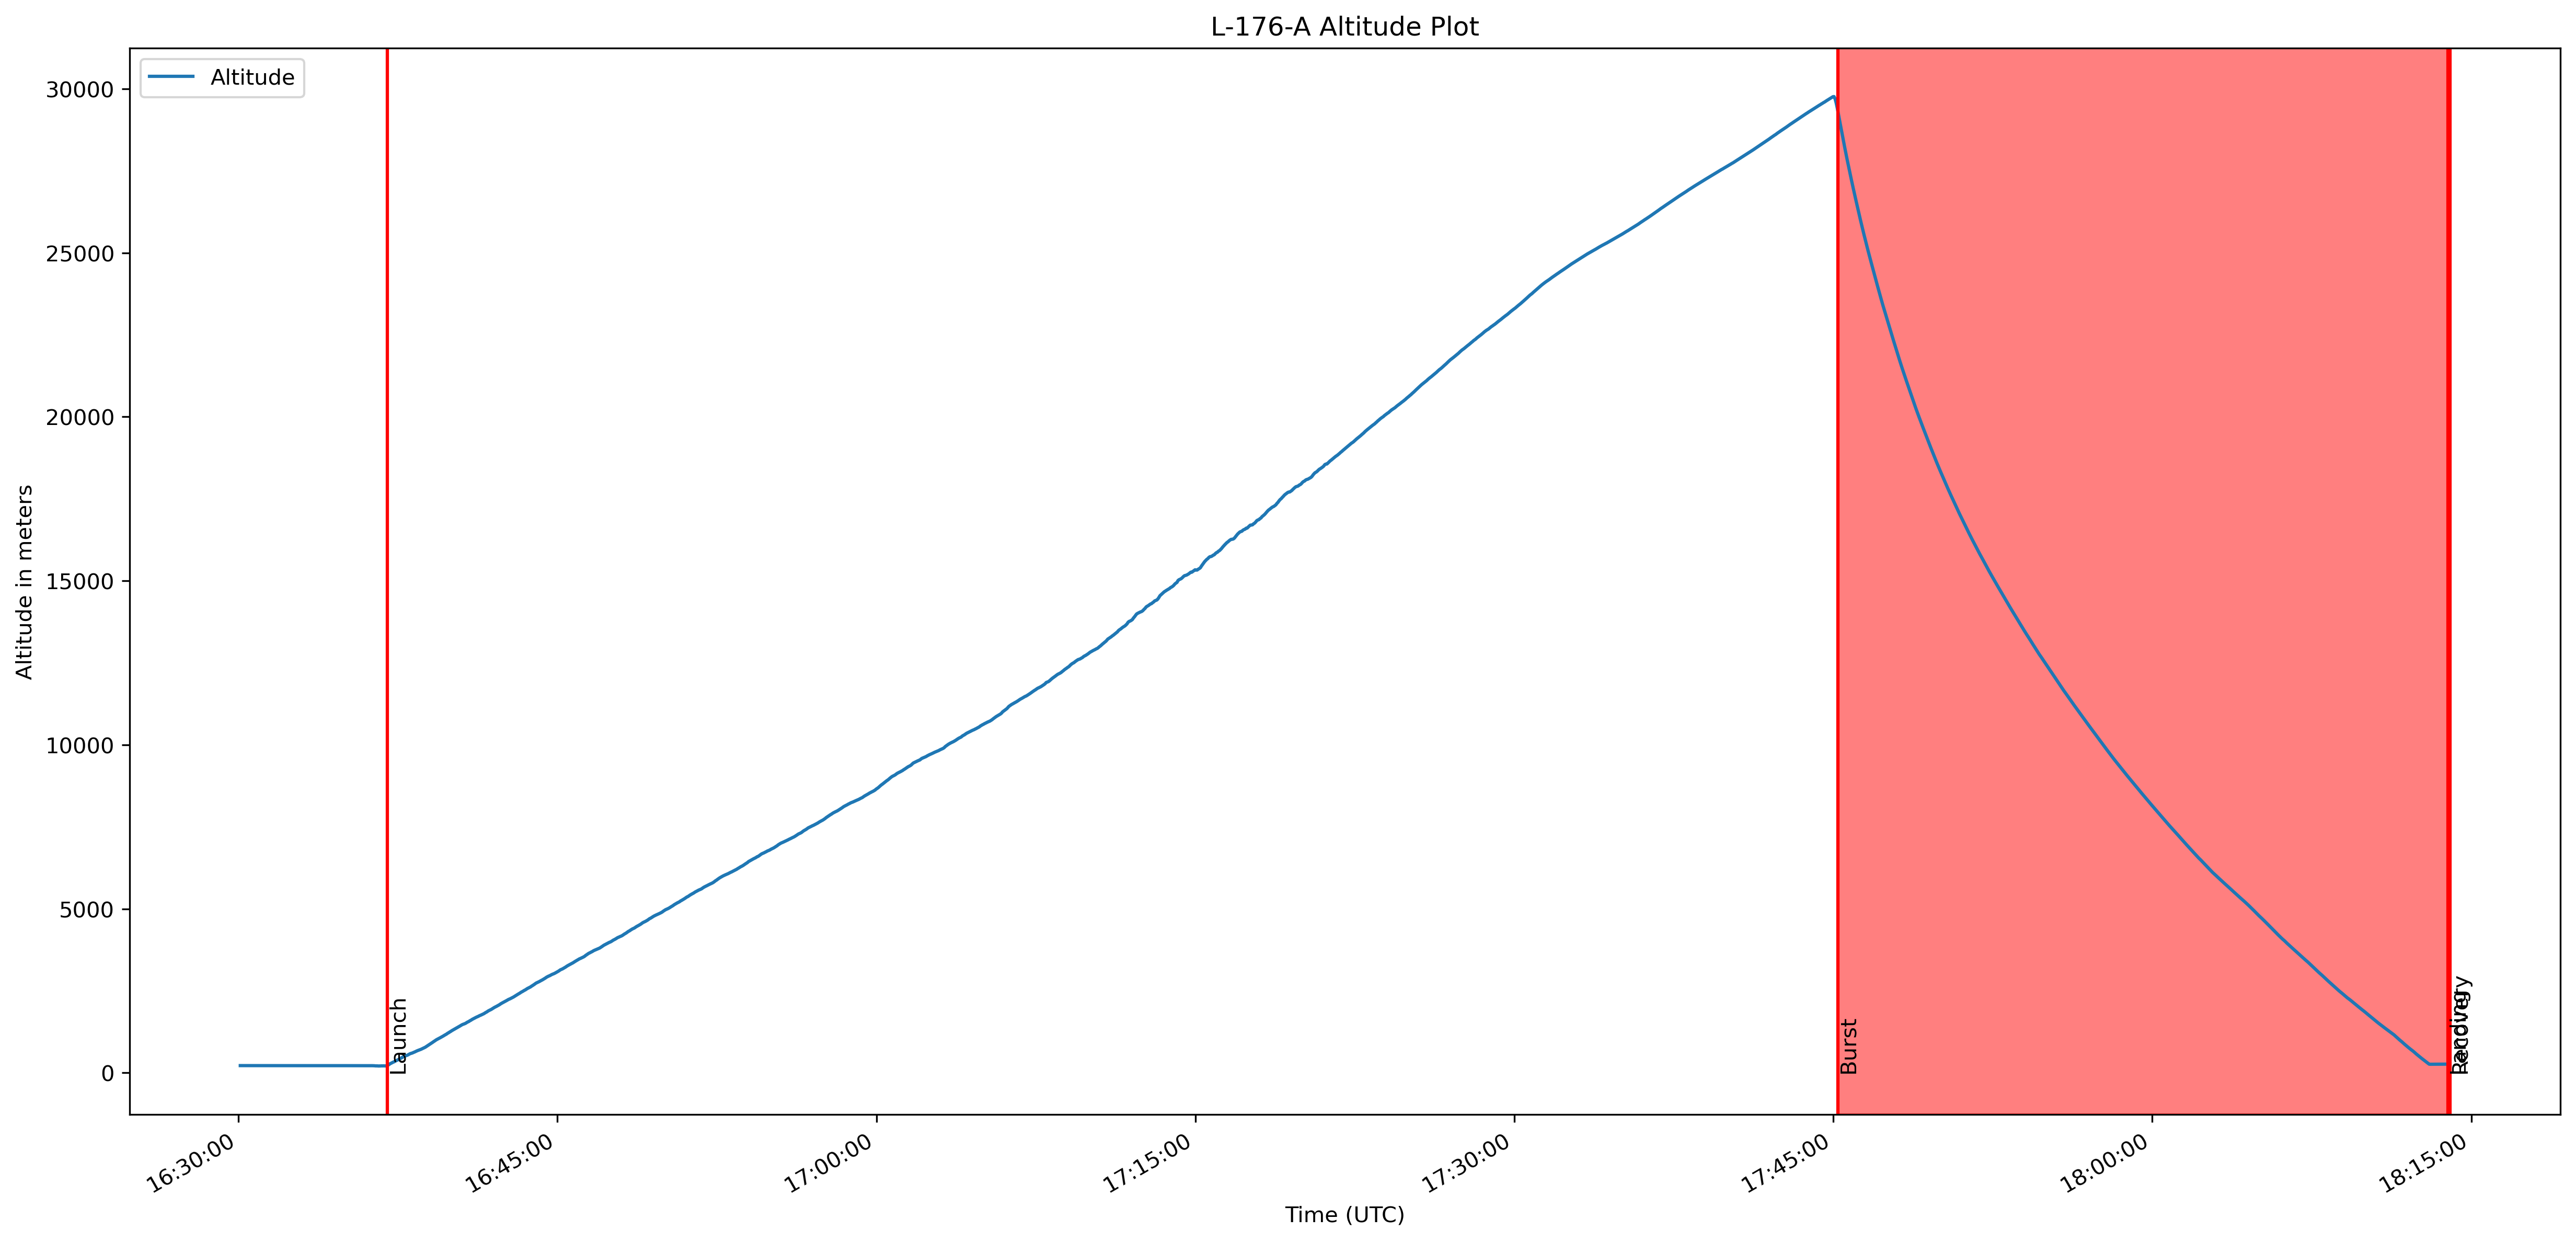 L-176-A Altitude Plot
Altitude
30000
25000
20000
15000
10000
5000
0
Altitude in meters
Launch
Burst
Landing
Recovery
16:30:00
16:45:00
17:00:00
17:15:00
17:30:00
17:45:00
18:00:00
18:15:00
Time (UTC)